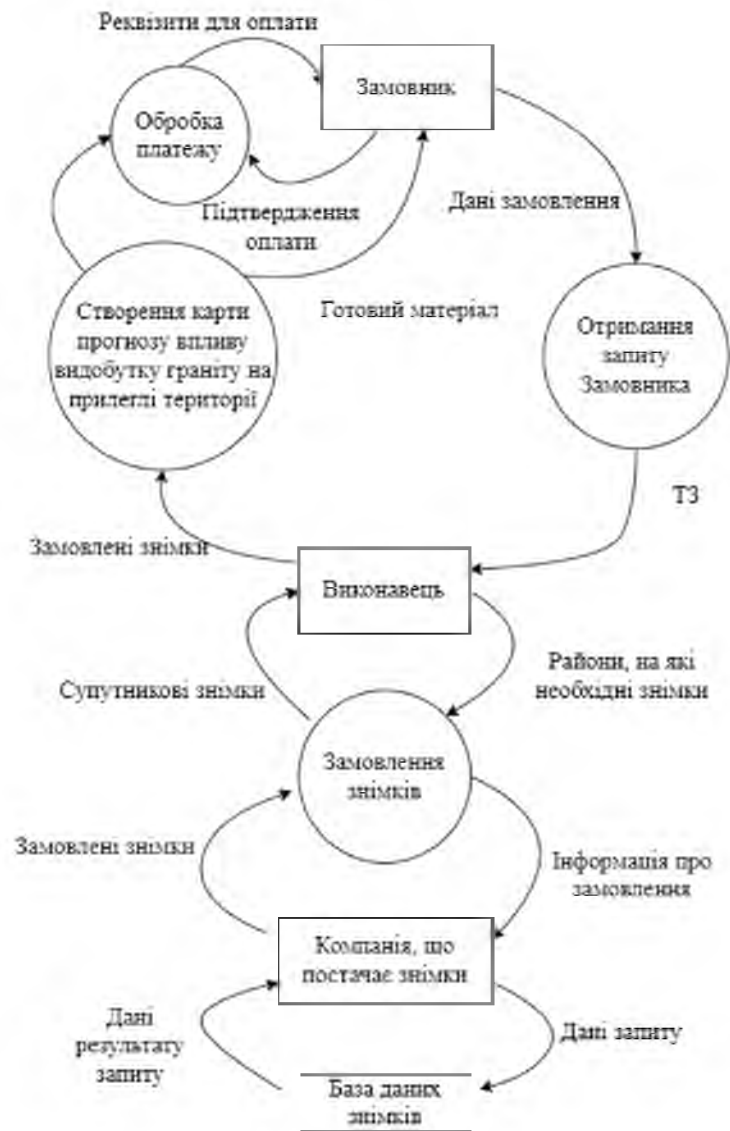 Реквізити для оплати
Замовник
Обробка
платежу
Підтвердження
оплати
Дані замовлення
Створення карти
прогнозу впливу
видобутку граніту на
прилеглі території
Готовий матеріал
Отримання
запиту
Замовника
ТЗ
Замовлені знімки
Виконавець
Супутникові знімки
Райони, на які
необхідні знімки
Замовлення
знімків
Замовлені знімки
Інформація про
замовлення
Компанія, що
постачає знімки
Дані
результату
запиту
Дані запиту
База даних
знімків